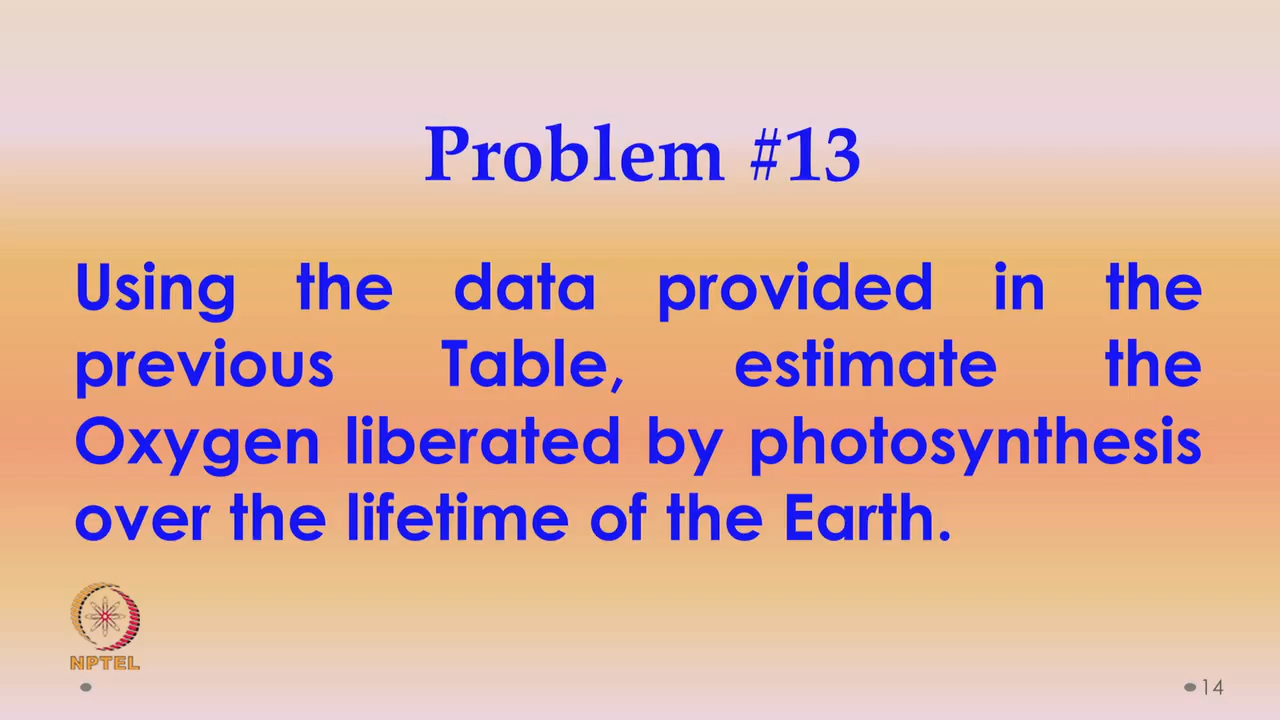 Problem #13
Using the data provided in the
previous Table, estimate the
Oxygen liberated by photosynthesis
over the lifetime of the Earth.
NPTEL
14